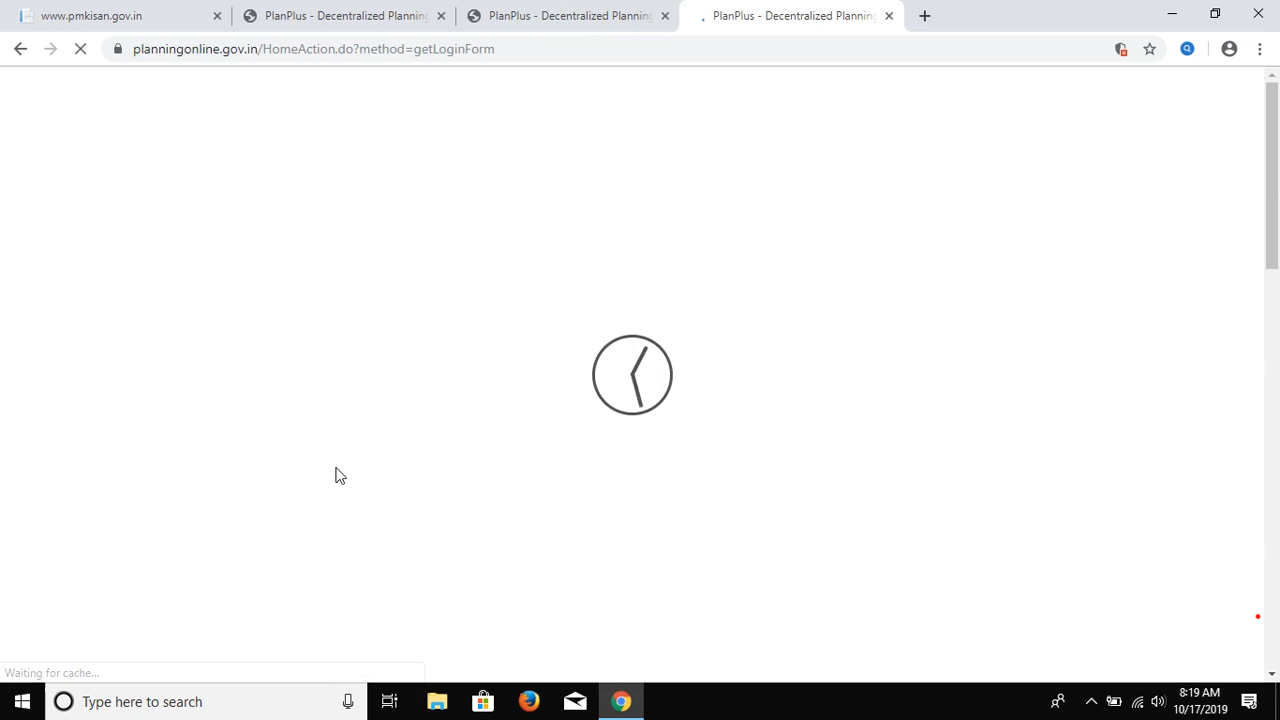 www.pmkisan.gov.in
PlanPlus - Decentralized Planning
PlanPlus - Decentralized Planning
PlanPlus - Decentralized Planning
planningonline.gov.in/HomeAction.do?method=getLoginForm
Waiting for cache...
Type here to search
8:19 AM
10/17/2019